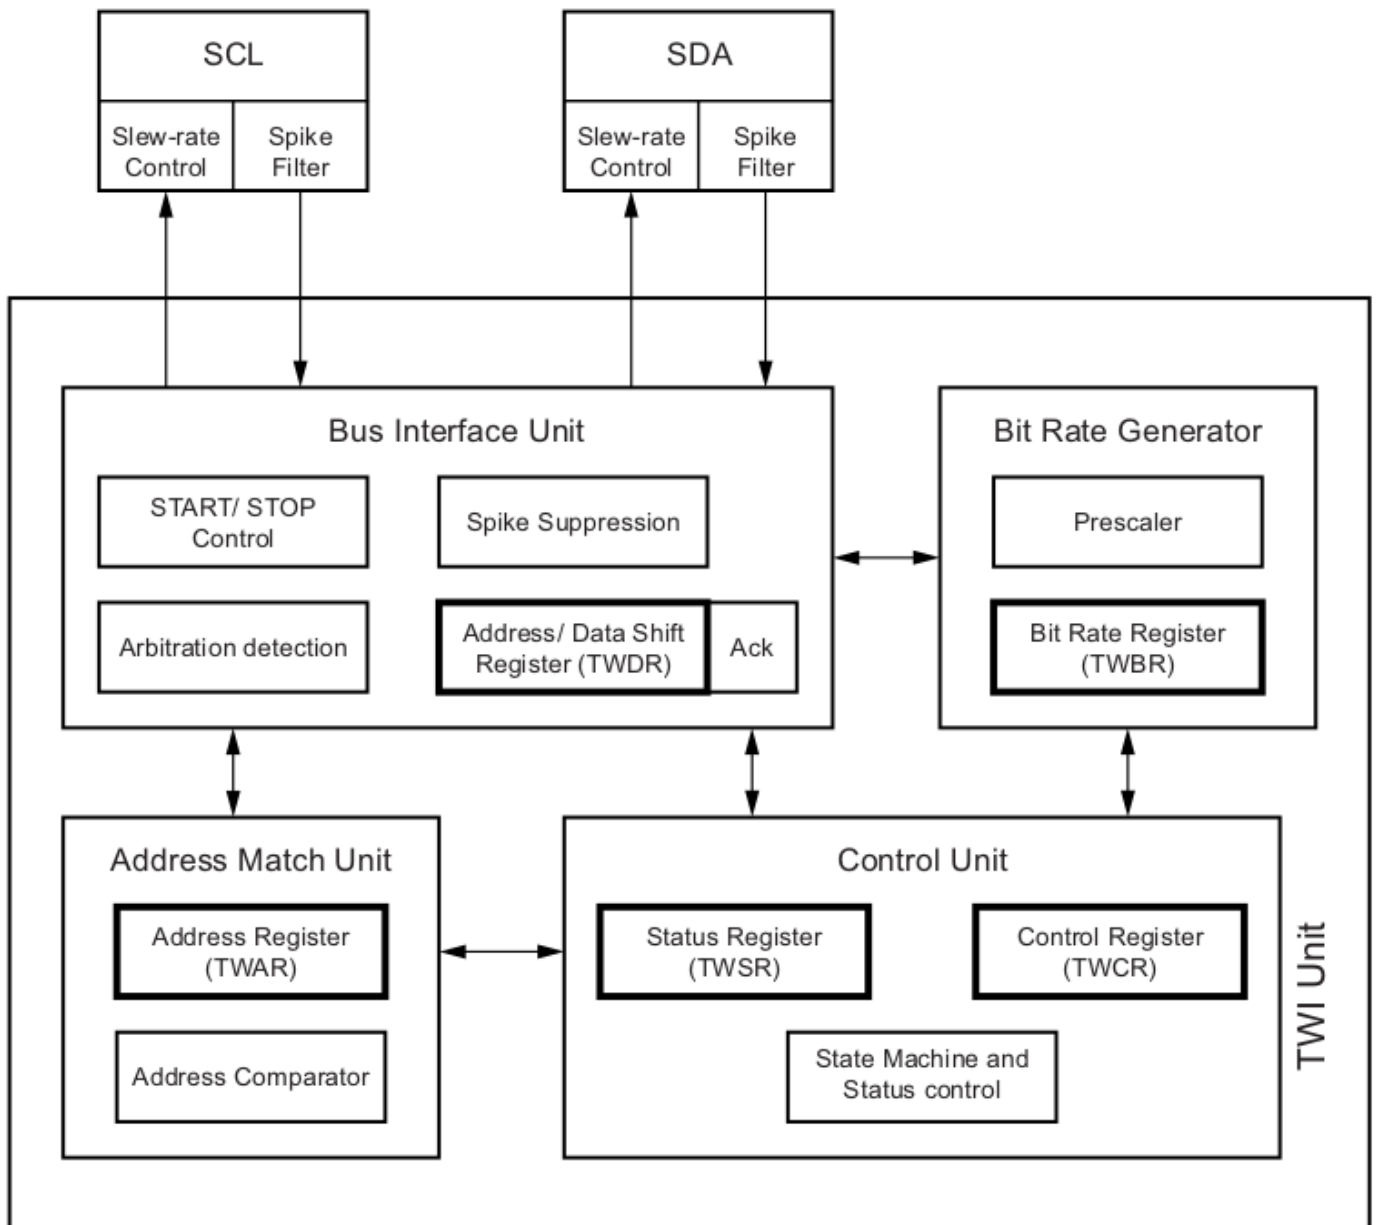 SCL
SDA
Slew-rate
Control
Spike
Filter
Slew-rate
Control
Spike
Filter
Bus Interface Unit
Bit Rate Generator
START/ STOP
Control
Spike Suppression
Prescaler
Arbitration detection
Address/ Data Shift
Register (TWDR)
Ack
Bit Rate Register
(TWBR)
Address Match Unit
Control Unit
Address Register
(TWAR)
Status Register
(TWSR)
Control Register
(TWCR)
Address Comparator
State Machine and
Status control
TWI Unit